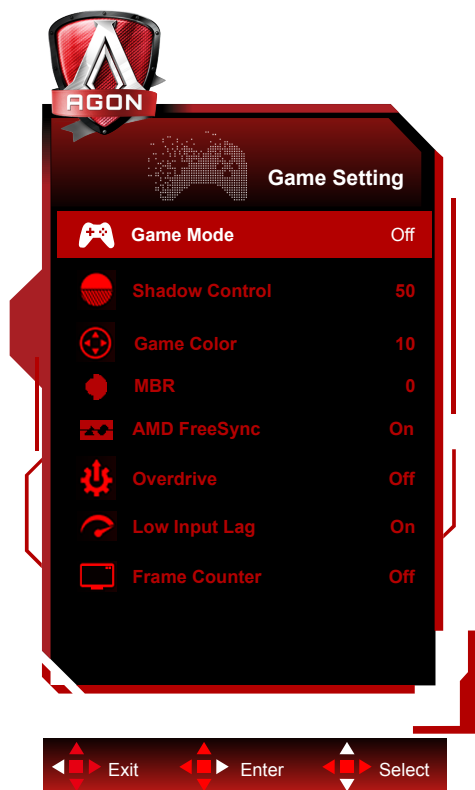 AGON
Game Setting
Game Mode Off
Shadow Control 50
Game Color 10
MBR 0
AMD FreeSync On
Overdrive Off
Low Input Lag On
Frame Counter Off
Exit Enter Select